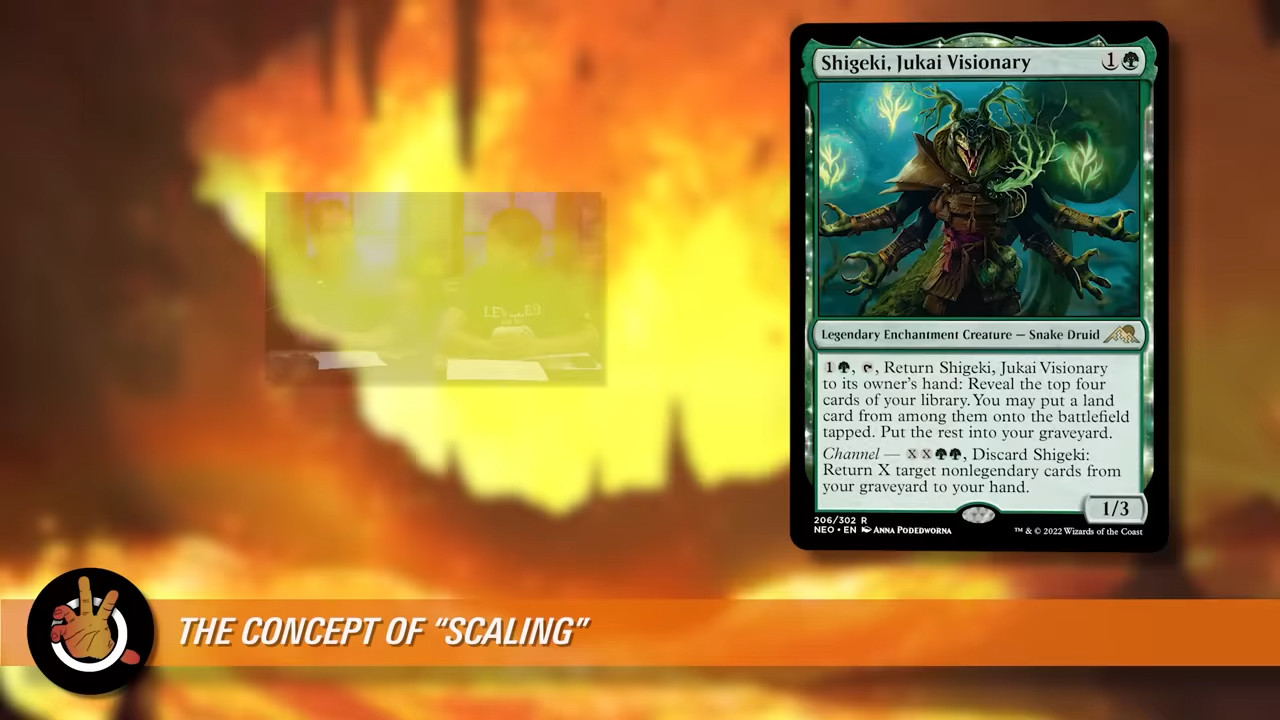 Shigeki, Jukai Visionary 1
Legendary Enchantment Creature — Snake Druid
1 , , Return Shigeki, Jukai Visionary
to its owner's hand: Reveal the top four
cards of your library. You may put a land
card from among them onto the battlefield
tapped. Put the rest into your graveyard.
Channel — X X , Discard Shigeki:
Return X target nonlegendary cards from
your graveyard to your hand.
1/3
206/302 R
NEO • EN Anna Podedworna
™ & © 2022 Wizards of the Coast
THE CONCEPT OF “SCALING”